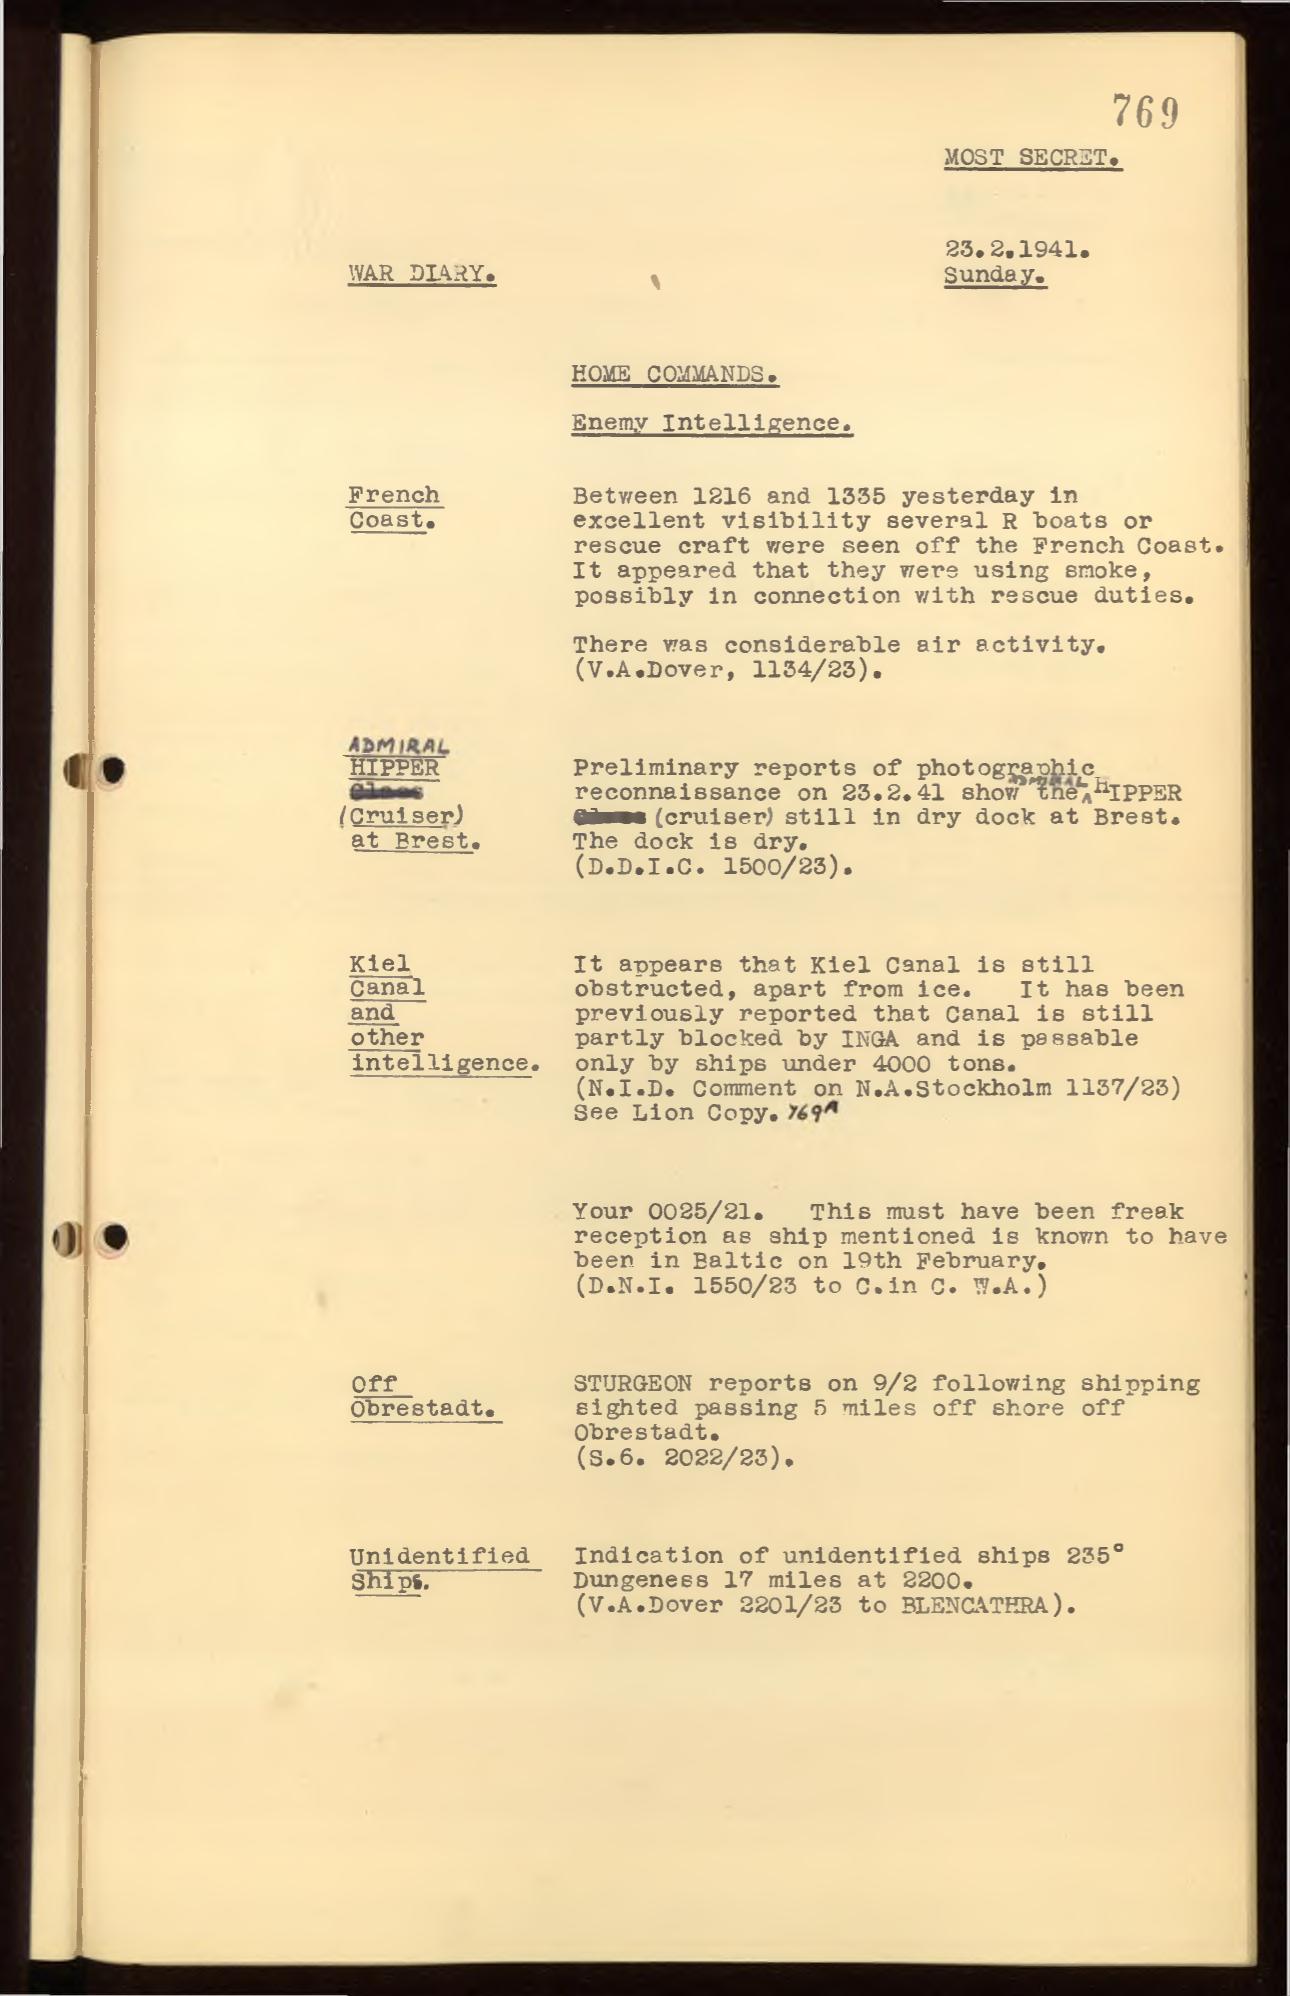 769
MOST SECRET.
23.2.1941.
Sunday.
WAR DIARY.
HOME COMMANDS.
Enemy Intelligence.
French
Coast.
Between 1216 and 1335 yesterday in
excellent visibility several R boats or
rescue craft were seen off the French Coast.
It appeared that they were using smoke,
possibly in connection with rescue duties.
There was considerable air activity.
(V.A.Dover, 1134/23).
ADMIRAL
HIPPER
Class
(Cruiser)
at Brest.
Preliminary reports of photographic
reconnaissance on 23.2.41 show the ADMIRAL HIPPER
Class (cruiser) still in dry dock at Brest.
The dock is dry.
(D.D.I.C. 1500/23).
Kiel
Canal
and
other
intelligence.
It appears that Kiel Canal is still
obstructed, apart from ice. It has been
previously reported that Canal is still
partly blocked by INGA and is passable
only by ships under 4000 tons.
(N.I.D. Comment on N.A.Stockholm 1137/23)
See Lion Copy. 769A
Your 0025/21. This must have been freak
reception as ship mentioned is known to have
been in Baltic on 19th February.
(D.N.I. 1550/23 to C.in C. W.A.)
Off
Obrestadt.
STURGEON reports on 9/2 following shipping
sighted passing 5 miles off shore off
Obrestadt.
(S.6. 2022/23).
Unidentified
Ships.
Indication of unidentified ships 235°
Dungeness 17 miles at 2200.
(V.A.Dover 2201/23 to BLENCATHRA).